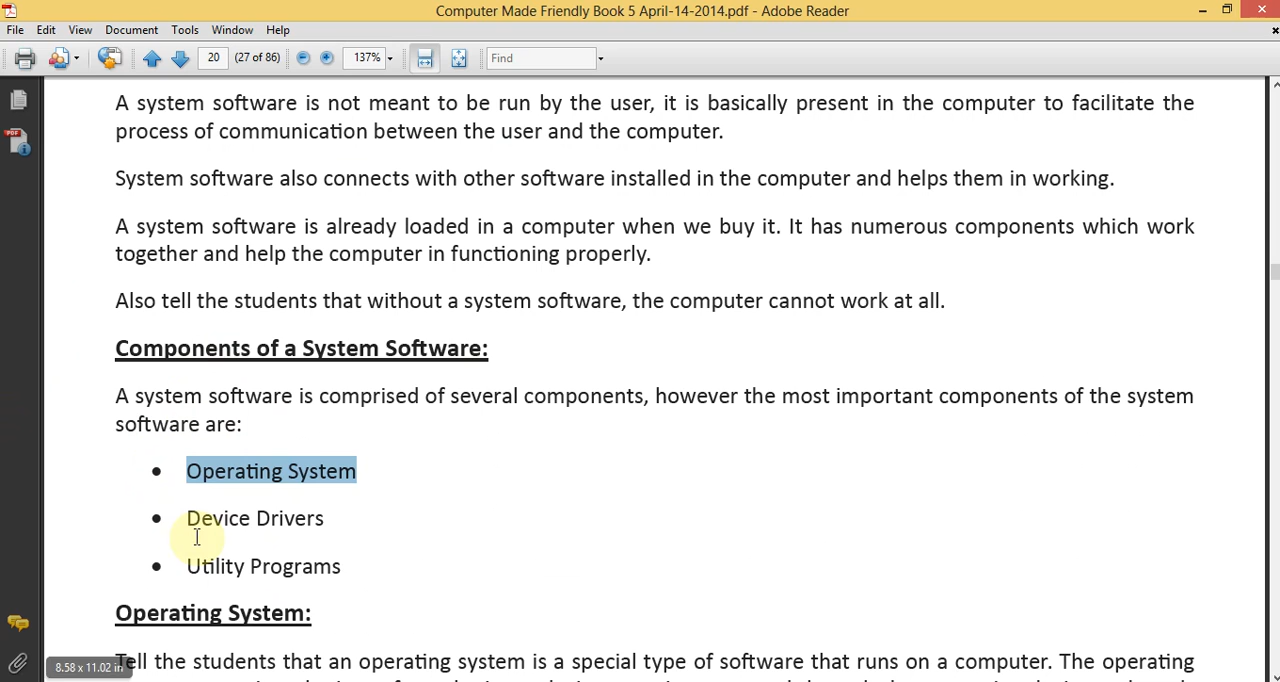 Computer Made Friendly Book 5 April-14-2014.pdf - Adobe Reader
File Edit View Document Tools Window Help
20 (27 of 86) 137% Find
A system software is not meant to be run by the user, it is basically present in the computer to facilitate the
process of communication between the user and the computer.
System software also connects with other software installed in the computer and helps them in working.
A system software is already loaded in a computer when we buy it. It has numerous components which work
together and help the computer in functioning properly.
Also tell the students that without a system software, the computer cannot work at all.
Components of a System Software:
A system software is comprised of several components, however the most important components of the system
software are:
• Operating System
• Device Drivers
• Utility Programs
Operating System:
Tell the students that an operating system is a special type of software that runs on a computer. The operating
8.58 x 11.02 in